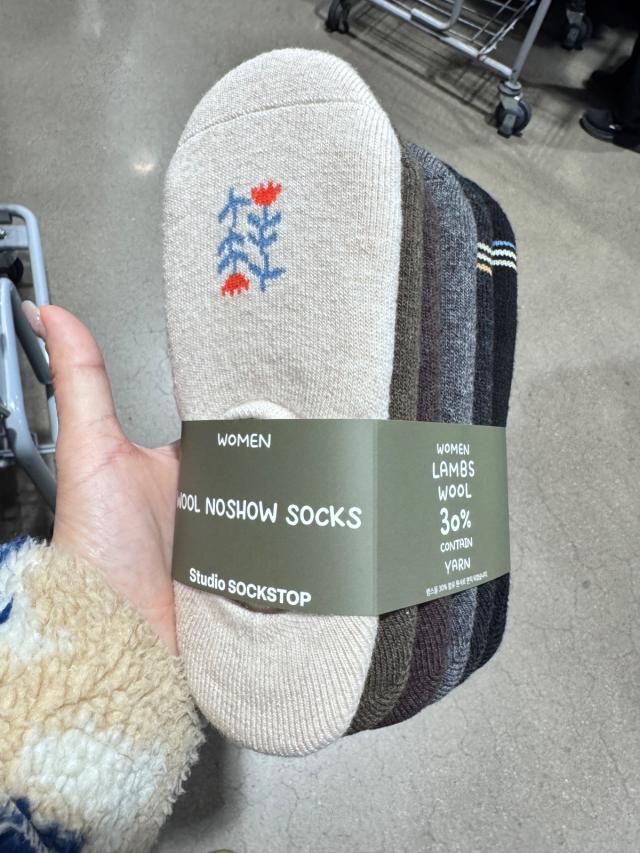 WOMEN
WOOL NOSHOW SOCKS
Studio SOCKSTOP
WOMEN
LAMBS
WOOL
30%
CONTAIN
YARN